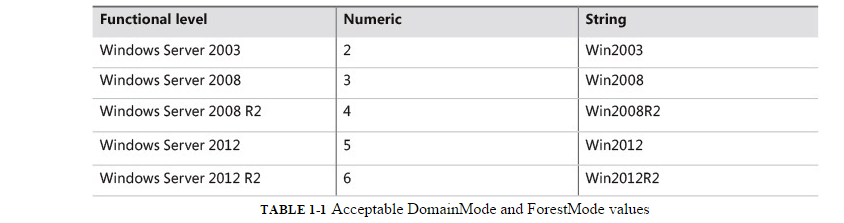 Functional level Numeric String
Windows Server 2003 2 Win2003
Windows Server 2008 3 Win2008
Windows Server 2008 R2 4 Win2008R2
Windows Server 2012 5 Win2012
Windows Server 2012 R2 6 Win2012R2
TABLE 1-1 Acceptable DomainMode and ForestMode values